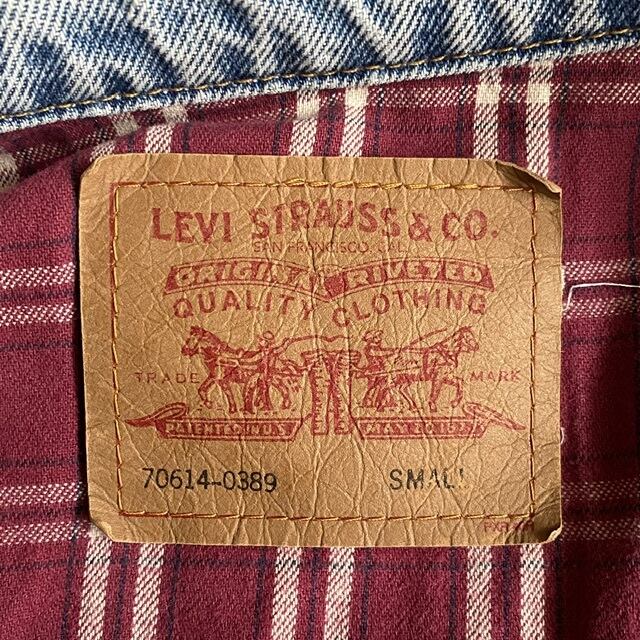 LEVI STRAUSS & CO.
SAN FRANCISCO, CAL.
ORIGINAL RIVETED
QUALITY CLOTHING
TRADE MARK
70614-0389 SMALL